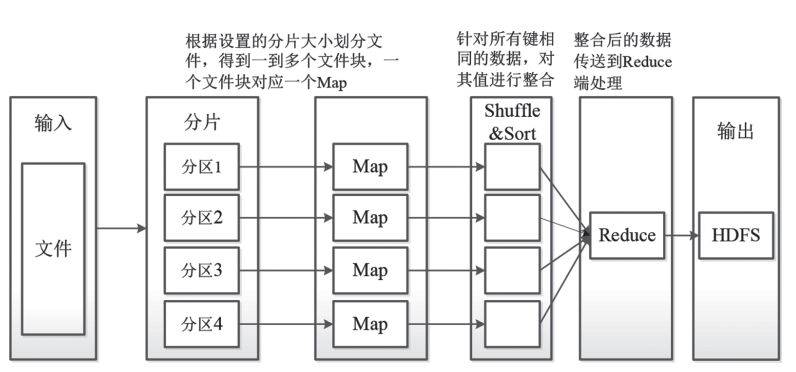 根据设置的分片大小划分文
件，得到一到多个文件块，一
个文件块对应一个Map
针对所有键相
同的数据，对
其值进行整合
整合后的数据
传送到Reduce
端处理
输入
文件
分片
分区1
分区2
分区3
分区4
Map
Map
Map
Map
Shuffle
&Sort
Reduce
输出
HDFS